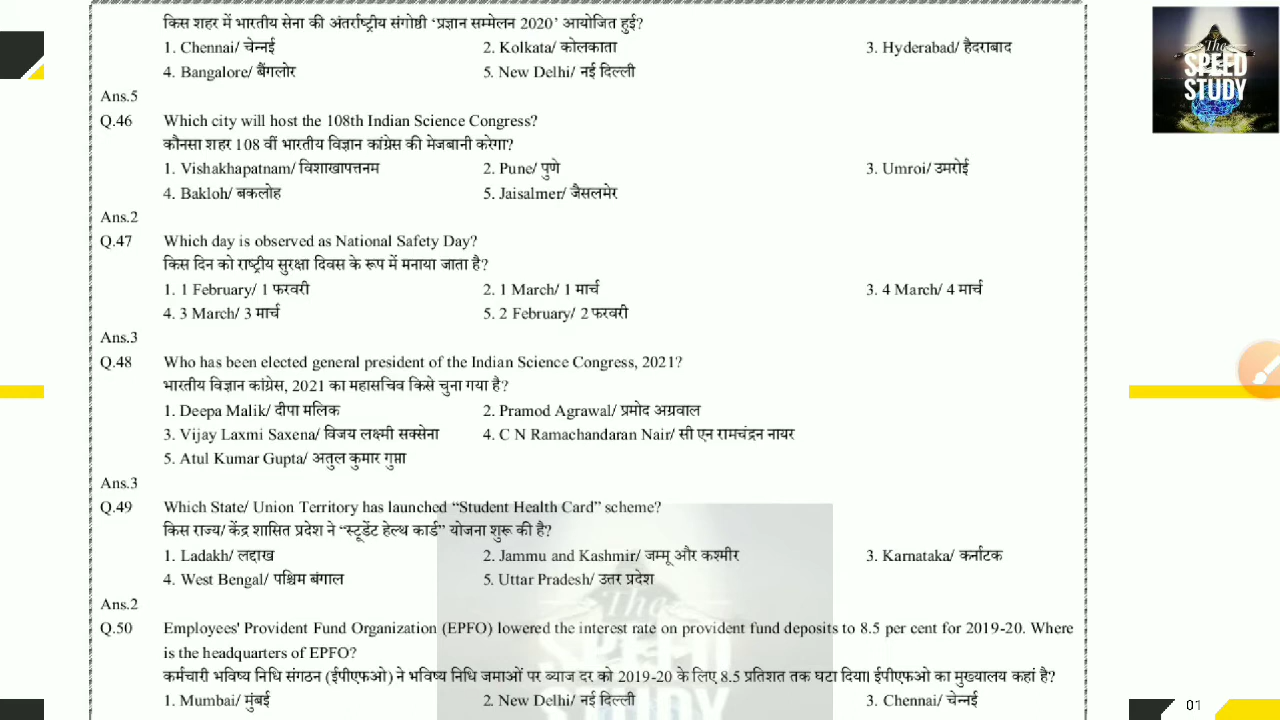 किस शहर में भारतीय सेना की अंतर्राष्ट्रीय संगोष्ठी ‘प्रज्ञान सम्मेलन 2020’ आयोजित हुई?
1. Chennai/ चेन्नई 2. Kolkata/ कोलकाता 3. Hyderabad/ हैदराबाद
4. Bangalore/ बैंगलोर 5. New Delhi/ नई दिल्ली
Ans.5
Q.46 Which city will host the 108th Indian Science Congress?
कौनसा शहर 108 वीं भारतीय विज्ञान कांग्रेस की मेजबानी करेगा?
1. Vishakhapatnam/ विशाखापत्तनम 2. Pune/ पुणे 3. Umroi/ उमरोई
4. Bakloh/ बकलोह 5. Jaisalmer/ जैसलमेर
Ans.2
Q.47 Which day is observed as National Safety Day?
किस दिन को राष्ट्रीय सुरक्षा दिवस के रूप में मनाया जाता है?
1. 1 February/ 1 फरवरी 2. 1 March/ 1 मार्च 3. 4 March/ 4 मार्च
4. 3 March/ 3 मार्च 5. 2 February/ 2 फरवरी
Ans.3
Q.48 Who has been elected general president of the Indian Science Congress, 2021?
भारतीय विज्ञान कांग्रेस, 2021 का महासचिव किसे चुना गया है?
1. Deepa Malik/ दीपा मलिक 2. Pramod Agrawal/ प्रमोद अग्रवाल
3. Vijay Laxmi Saxena/ विजय लक्ष्मी सक्सेना 4. C N Ramachandaran Nair/ सी एन रामचंद्रन नायर
5. Atul Kumar Gupta/ अतुल कुमार गुप्ता
Ans.3
Q.49 Which State/ Union Territory has launched “Student Health Card” scheme?
किस राज्य/ केंद्र शासित प्रदेश ने “स्टूडेंट हेल्थ कार्ड” योजना शुरू की है?
1. Ladakh/ लद्दाख 2. Jammu and Kashmir/ जम्मू और कश्मीर 3. Karnataka/ कर्नाटक
4. West Bengal/ पश्चिम बंगाल 5. Uttar Pradesh/ उत्तर प्रदेश
Ans.2
Q.50 Employees' Provident Fund Organization (EPFO) lowered the interest rate on provident fund deposits to 8.5 per cent for 2019-20. Where
is the headquarters of EPFO?
कर्मचारी भविष्य निधि संगठन (ईपीएफओ) ने भविष्य निधि जमाओं पर ब्याज दर को 2019-20 के लिए 8.5 प्रतिशत तक घटा दिया। ईपीएफओ का मुख्यालय कहां है?
1. Mumbai/ मुंबई 2. New Delhi/ नई दिल्ली 3. Chennai/ चेन्नई
The
SPEED
STUDY
The
SPEED
STUDY
01